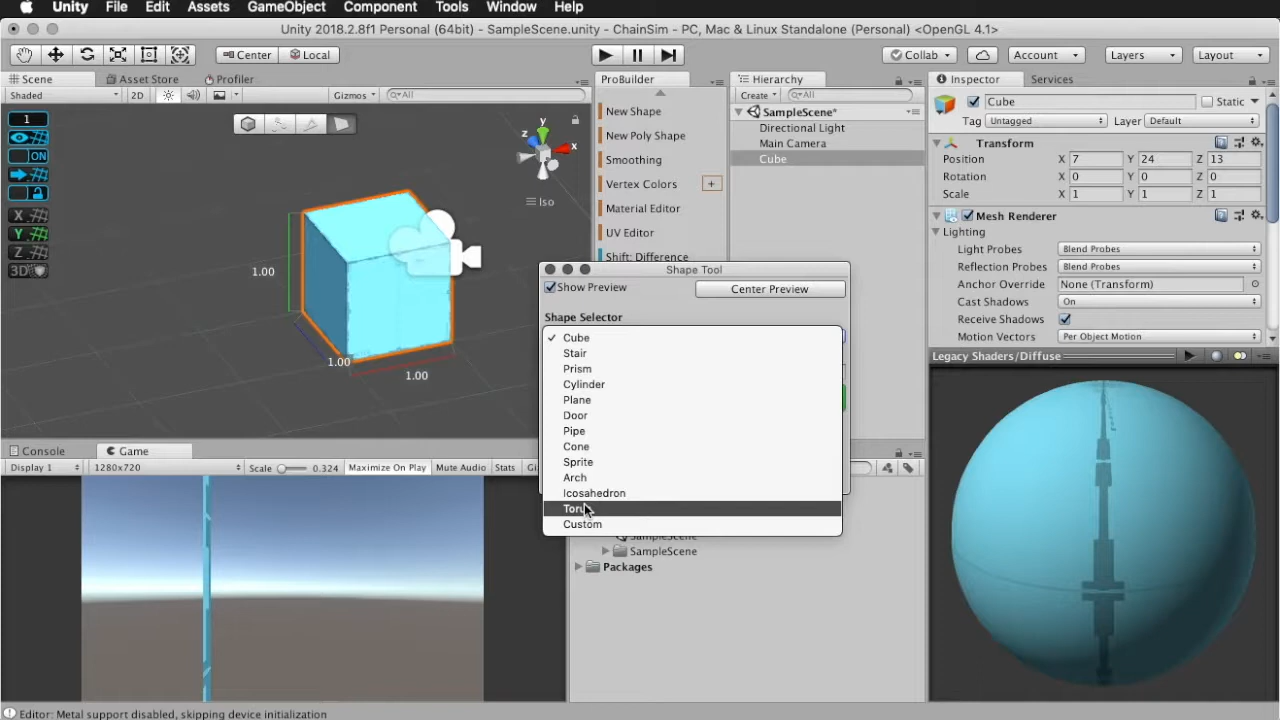 Unity File Edit Assets GameObject Component Tools Window Help
Unity 2018.2.8f1 Personal (64bit) - SampleScene.unity - ChainSim - PC, Mac & Linux Standalone (Personal) <OpenGL 4.1>
Center Local Collab Account Layers Layout
Scene Asset Store Profiler
Shaded 2D Gizmos All
1
ON
X
Y
Z
3D
y
z
x
Iso
1.00
1.00
1.00
ProBuilder
New Shape
New Poly Shape
Smoothing
Vertex Colors +
Material Editor
UV Editor
Shift: Difference
Hierarchy
Create All
SampleScene*
Directional Light
Main Camera
Cube
Inspector Services
Cube Static
Tag Untagged Layer Default
Transform
Position X 7 Y 24 Z 13
Rotation X 0 Y 0 Z 0
Scale X 1 Y 1 Z 1
Mesh Renderer
Lighting
Light Probes Blend Probes
Reflection Probes Blend Probes
Anchor Override None (Transform)
Cast Shadows On
Receive Shadows
Motion Vectors Per Object Motion
Legacy Shaders/Diffuse
Shape Tool
Show Preview Center Preview
Shape Selector
Cube
Stair
Prism
Cylinder
Plane
Door
Pipe
Cone
Sprite
Arch
Icosahedron
Torus
Custom
SampleScene
SampleScene
Packages
Console Game
Display 1 1280x720 Scale 0.324 Maximize On Play Mute Audio Stats Gi
Editor: Metal support disabled, skipping device initialization